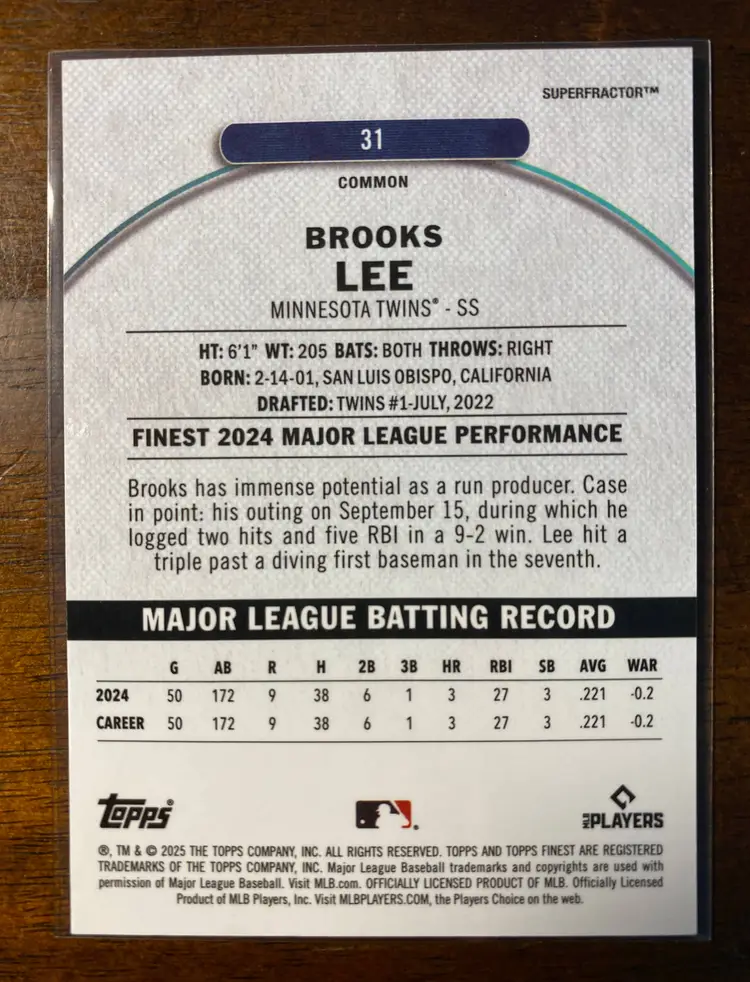 SUPERFRACTOR™
31
COMMON
BROOKS
LEE
MINNESOTA TWINS® - SS
HT: 6'1" WT: 205 BATS: BOTH THROWS: RIGHT
BORN: 2-14-01, SAN LUIS OBISPO, CALIFORNIA
DRAFTED: TWINS #1-JULY, 2022
FINEST 2024 MAJOR LEAGUE PERFORMANCE
Brooks has immense potential as a run producer. Case
in point: his outing on September 15, during which he
logged two hits and five RBI in a 9-2 win. Lee hit a
triple past a diving first baseman in the seventh.
MAJOR LEAGUE BATTING RECORD
G AB R H 2B 3B HR RBI SB AVG WAR
2024 50 172 9 38 6 1 3 27 3 .221 -0.2
CAREER 50 172 9 38 6 1 3 27 3 .221 -0.2
topps®
MLB PLAYERS
®, TM & © 2025 THE TOPPS COMPANY, INC. ALL RIGHTS RESERVED. TOPPS AND TOPPS FINEST ARE REGISTERED
TRADEMARKS OF THE TOPPS COMPANY, INC. Major League Baseball trademarks and copyrights are used with
permission of Major League Baseball. Visit MLB.com. OFFICIALLY LICENSED PRODUCT OF MLB. Officially Licensed
Product of MLB Players, Inc. Visit MLBPLAYERS.COM, the Players Choice on the web.